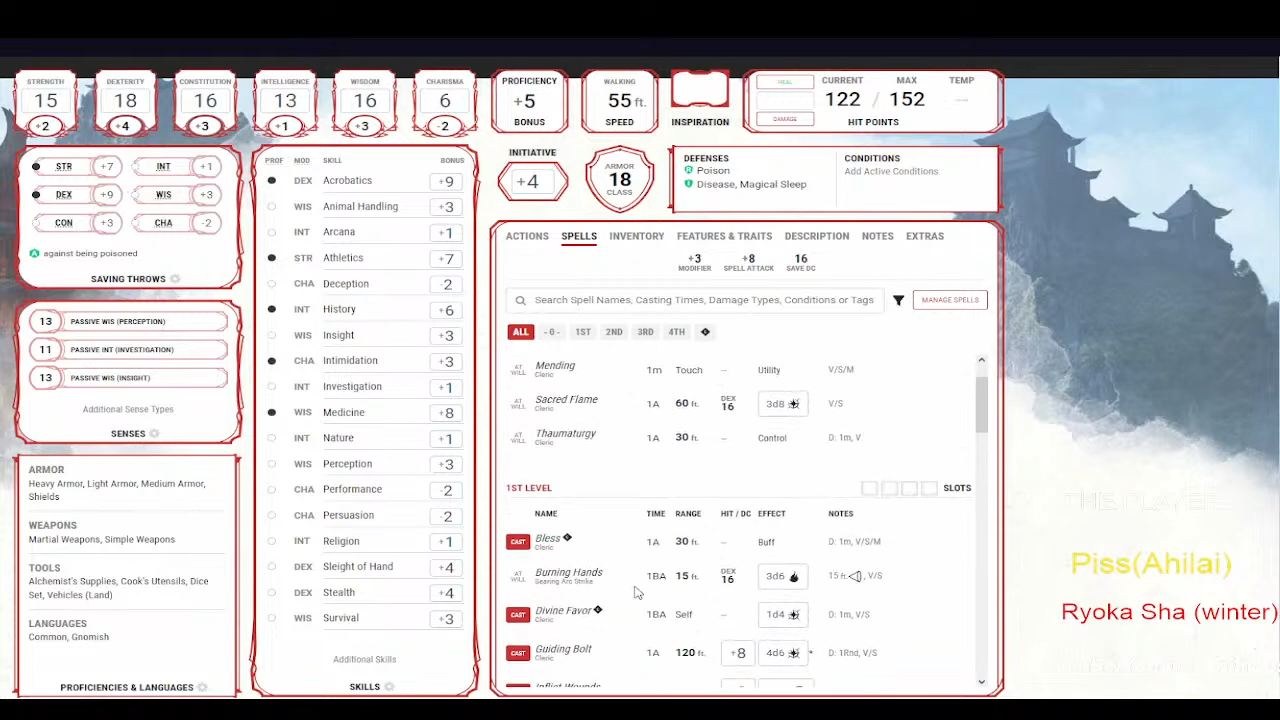 STRENGTH DEXTERITY CONSTITUTION INTELLIGENCE WISDOM CHARISMA
15 18 16 13 16 6
+2 +4 +3 +1 +3 -2
PROFICIENCY
+5
BONUS
WALKING
55 ft.
SPEED
INSPIRATION
HEAL
DAMAGE
CURRENT MAX TEMP
122 / 152 ---
HIT POINTS
STR +7 INT +1
DEX +9 WIS +3
CON +3 CHA -2
against being poisoned
SAVING THROWS
13 PASSIVE WIS (PERCEPTION)
11 PASSIVE INT (INVESTIGATION)
13 PASSIVE WIS (INSIGHT)
Additional Sense Types
SENSES
ARMOR
Heavy Armor, Light Armor, Medium Armor,
Shields
WEAPONS
Martial Weapons, Simple Weapons
TOOLS
Alchemist's Supplies, Cook's Utensils, Dice
Set, Vehicles (Land)
LANGUAGES
Common, Gnomish
PROFICIENCIES & LANGUAGES
PROF MOD SKILL BONUS
DEX Acrobatics +9
WIS Animal Handling +3
INT Arcana +1
STR Athletics +7
CHA Deception -2
INT History +6
WIS Insight +3
CHA Intimidation +3
INT Investigation +1
WIS Medicine +8
INT Nature +1
WIS Perception +3
CHA Performance -2
CHA Persuasion -2
INT Religion +1
DEX Sleight of Hand +4
DEX Stealth +4
WIS Survival +3
Additional Skills
SKILLS
INITIATIVE
+4
ARMOR
18
CLASS
DEFENSES
Poison
Disease, Magical Sleep
CONDITIONS
Add Active Conditions
ACTIONS SPELLS INVENTORY FEATURES & TRAITS DESCRIPTION NOTES EXTRAS
+3 +8 16
MODIFIER SPELL ATTACK SAVE DC
Search Spell Names, Casting Times, Damage Types, Conditions or Tags
MANAGE SPELLS
ALL - 0 - 1ST 2ND 3RD 4TH
AT WILL Mending Cleric 1m Touch -- Utility V/S/M
AT WILL Sacred Flame Cleric 1A 60 ft. DEX 16 3d8 V/S
AT WILL Thaumaturgy Cleric 1A 30 ft. -- Control D: 1m, V
1ST LEVEL SLOTS
NAME TIME RANGE HIT / DC EFFECT NOTES
CAST Bless Cleric 1A 30 ft. -- Buff D: 1m, V/S/M
AT WILL Burning Hands Searing Arc Strike 1BA 15 ft. DEX 16 3d6 15 ft. , V/S
CAST Divine Favor Cleric 1BA Self -- 1d4 D: 1m, V/S
CAST Guiding Bolt Cleric 1A 120 ft. +8 4d6 * D: 1Rnd, V/S
Inflict Wounds
THE PLAYER
Piss(Ahilai)
Ryoka Sha (winter)